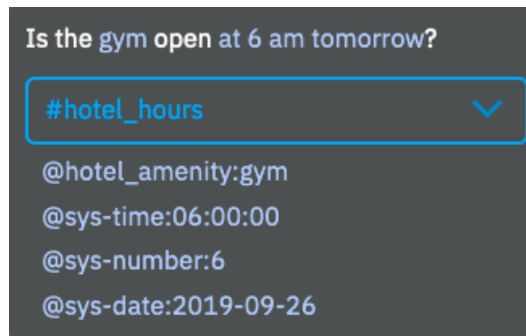 Is the gym open at 6 am tomorrow?
#hotel_hours
@hotel_amenity:gym
@sys-time:06:00:00
@sys-number:6
@sys-date:2019-09-26